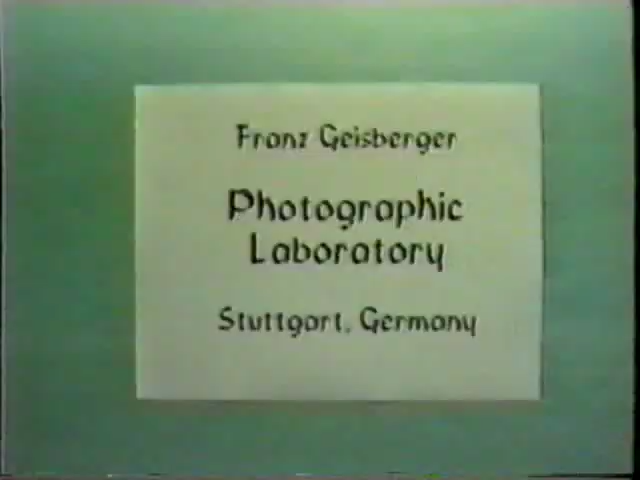 Franz Geisberger
Photographic
Laboratory
Stuttgart, Germany